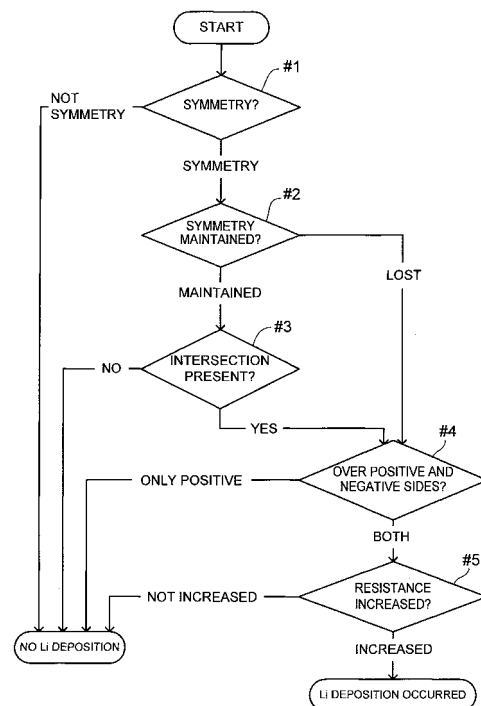 START
#1
NOT
SYMMETRY
SYMMETRY?
SYMMETRY
#2
SYMMETRY
MAINTAINED?
LOST
MAINTAINED
#3
NO
INTERSECTION
PRESENT?
YES
#4
ONLY POSITIVE
OVER POSITIVE AND
NEGATIVE SIDES?
BOTH
#5
NOT INCREASED
RESISTANCE
INCREASED?
NO Li DEPOSITION
INCREASED
Li DEPOSITION OCCURRED